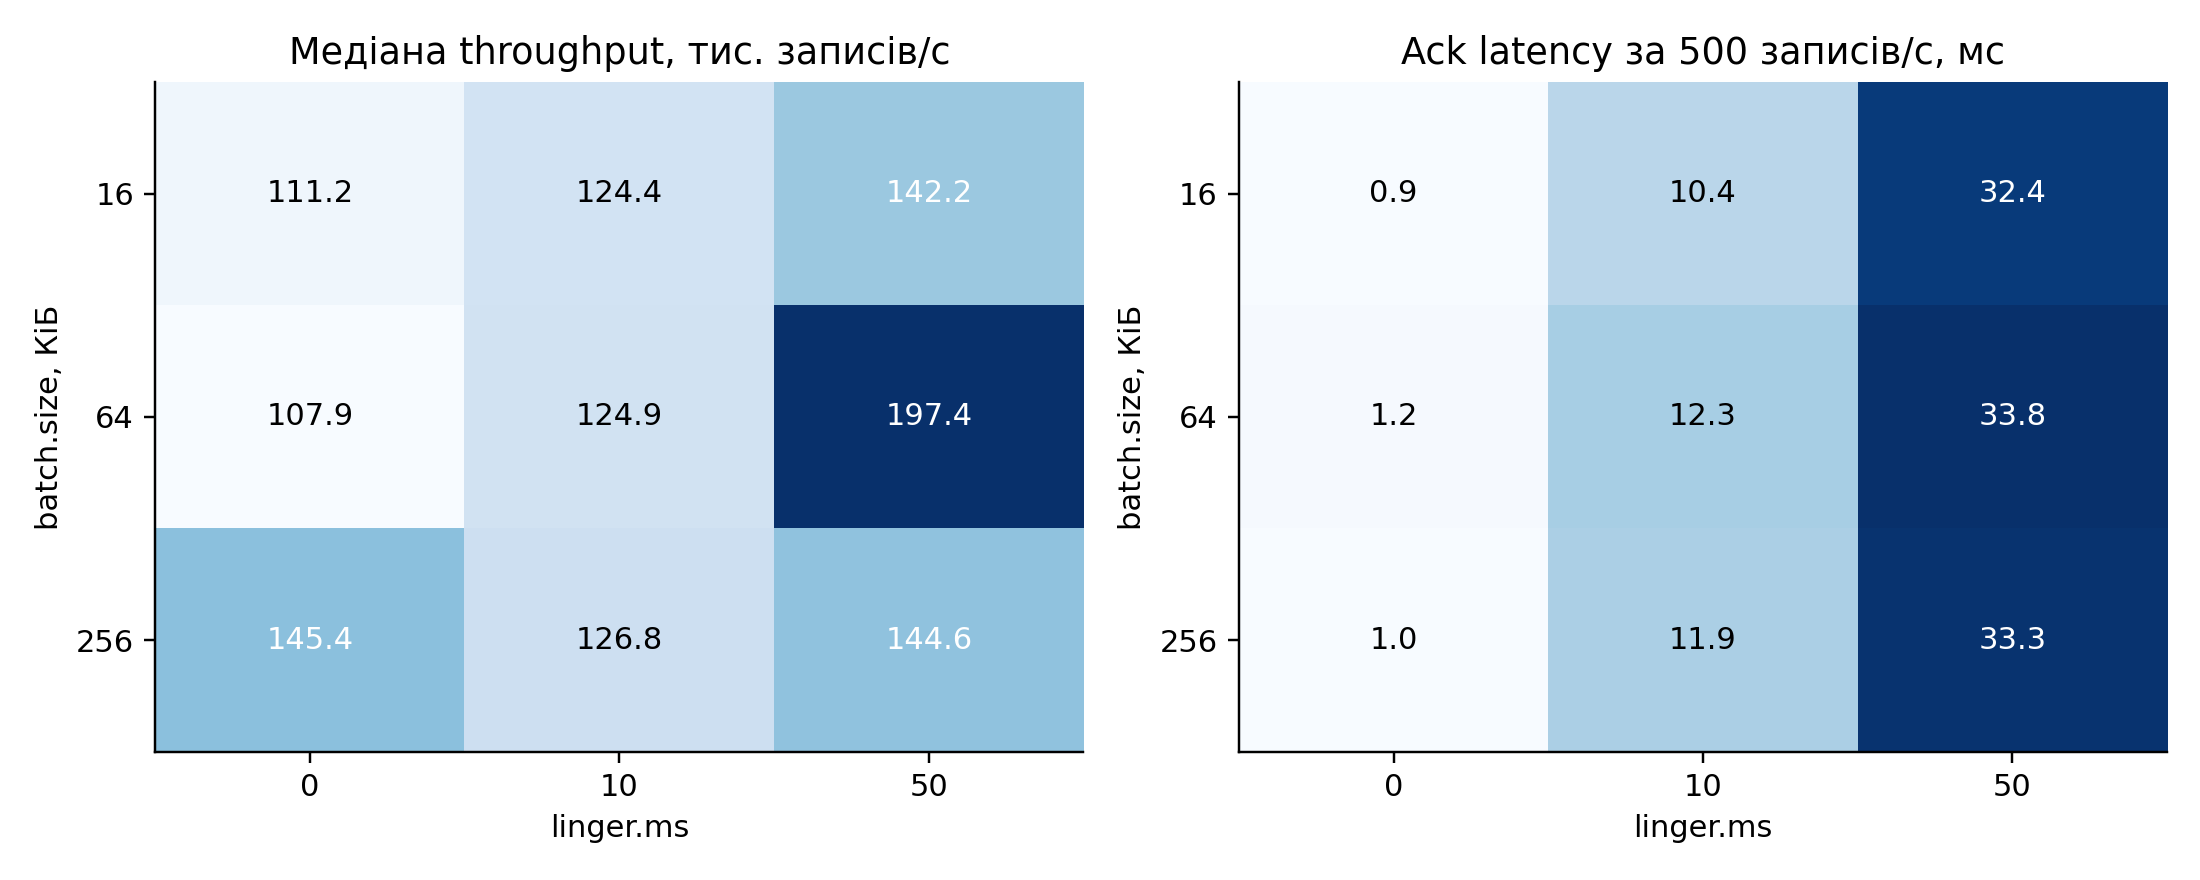 Медіана throughput, тис. записів/с
batch.size, КіБ
16
111.2 124.4 142.2
64
107.9 124.9 197.4
256
145.4 126.8 144.6
0 10 50
linger.ms
Ack latency за 500 записів/с, мс
batch.size, КіБ
16
0.9 10.4 32.4
64
1.2 12.3 33.8
256
1.0 11.9 33.3
0 10 50
linger.ms